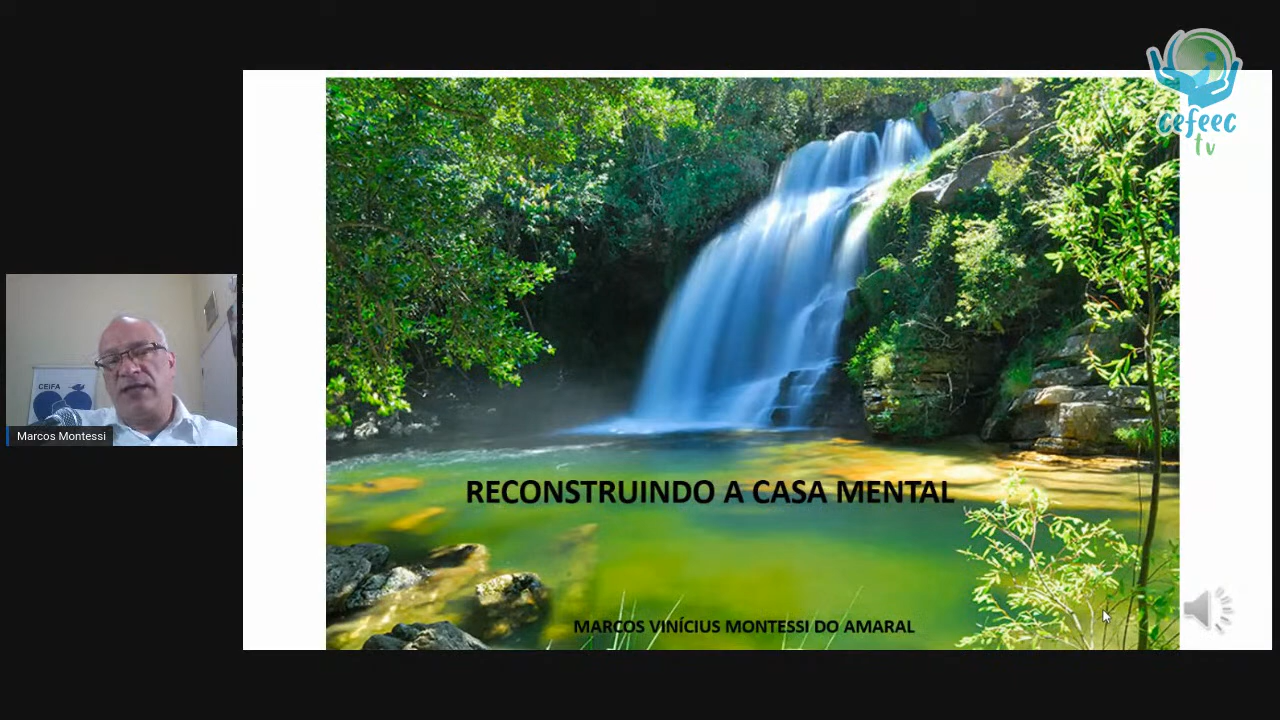 cefeec
tv
CEIFA
Marcos Montessi
RECONSTRUINDO A CASA MENTAL
MARCOS VINÍCIUS MONTESSI DO AMARAL